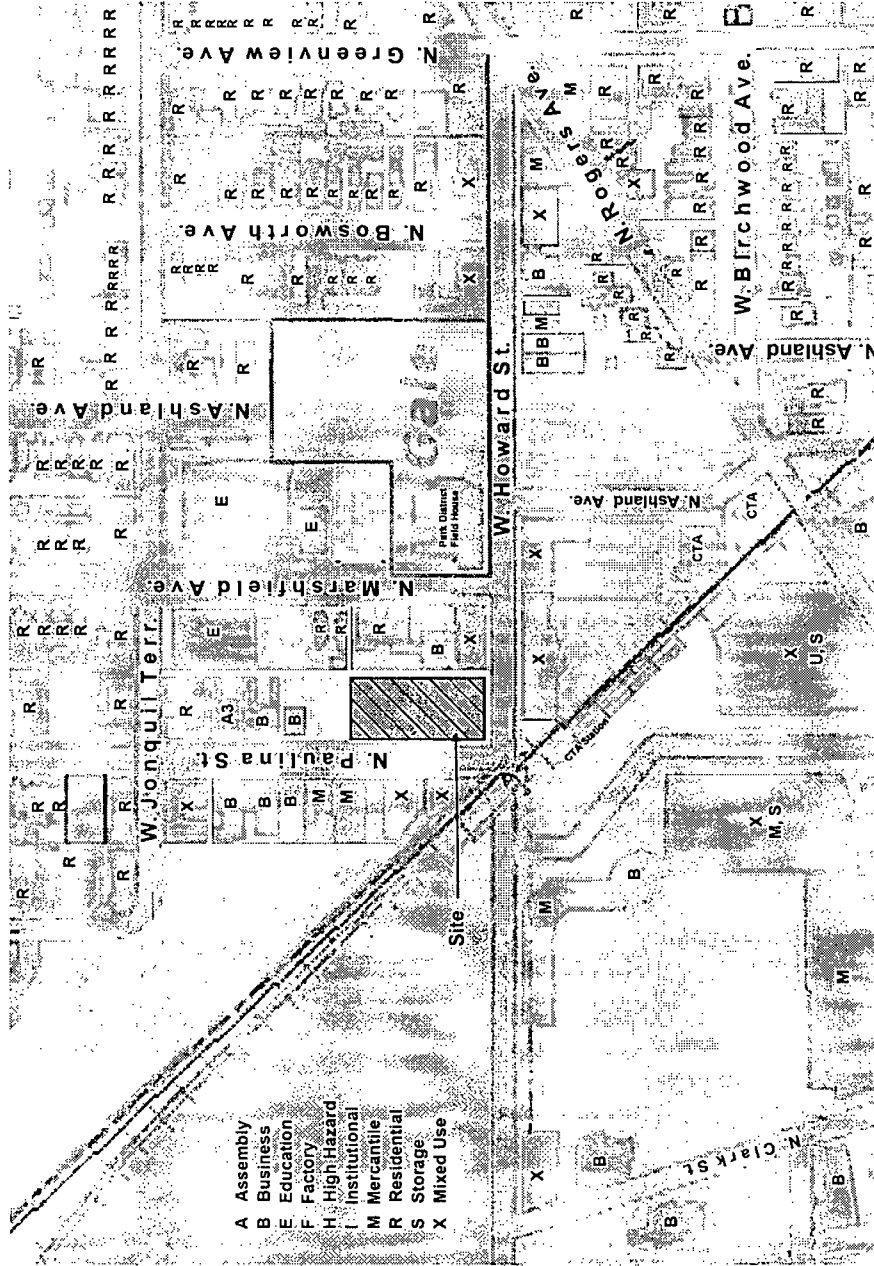 R R R R R R R R R
R R R R R R R R R
N. Greenview Ave.
R R R R R R R
R R R R R R R R
N. Bosworth Ave.
R R R R
R R R R R
X
X
R R R R R R R
R R
N. Ashland Ave.
R R R R R
R R R
E
E
Gale
Park District
Field House
N. Marshfield Ave.
R R R R R
E
R R
R
B
X
W. Jonquil Terr.
R
A3
B
B
N. Paulina St
X
B
B
B
M
M
X
X
R R R R R R R
Site
W. Howard St.
A Assembly
B Business
E Education
F Factory
H High Hazard
I Institutional
M Mercantile
R Residential
S Storage
X Mixed Use
N Rogers Ave.
M
M
X
B
M
B B
R R R R R R R R
X
W. Birchwood Ave.
R R R R R R R R
N. Ashland Ave.
R
R
N. Ashland Ave.
X
X
CTA
CTA
B
CTA Station
X
U, S
X
M, S
B
M
M
N. Clark St.
X
B
B
B